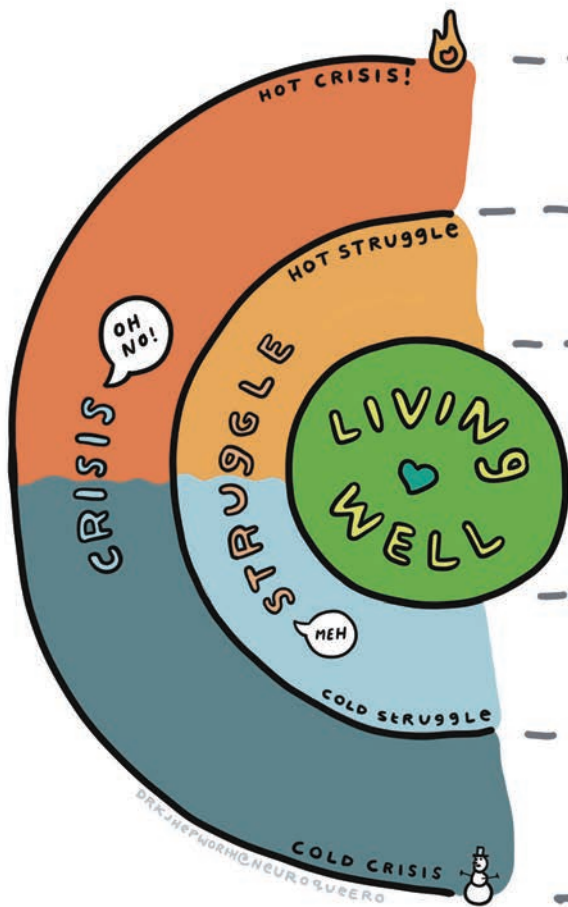 HOT CRISIS!
HOT STRUGGLE
OH
NO!
CRISIS
STRUGGLE
LIVING
WELL
MEH
COLD STRUGGLE
COLD CRISIS
DRKJHEPWORTH@NEUROQUEERO